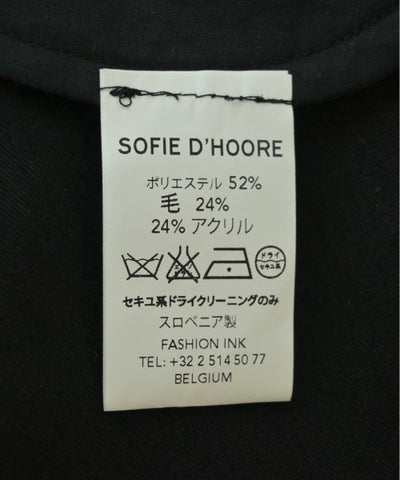 SOFIE D'HOORE
ポリエステル 52%
毛 24%
24% アクリル
ドライ
セキユ系
セキユ系ドライクリーニングのみ
スロベニア製
FASHION INK
TEL: +32 2 514 50 77
BELGIUM